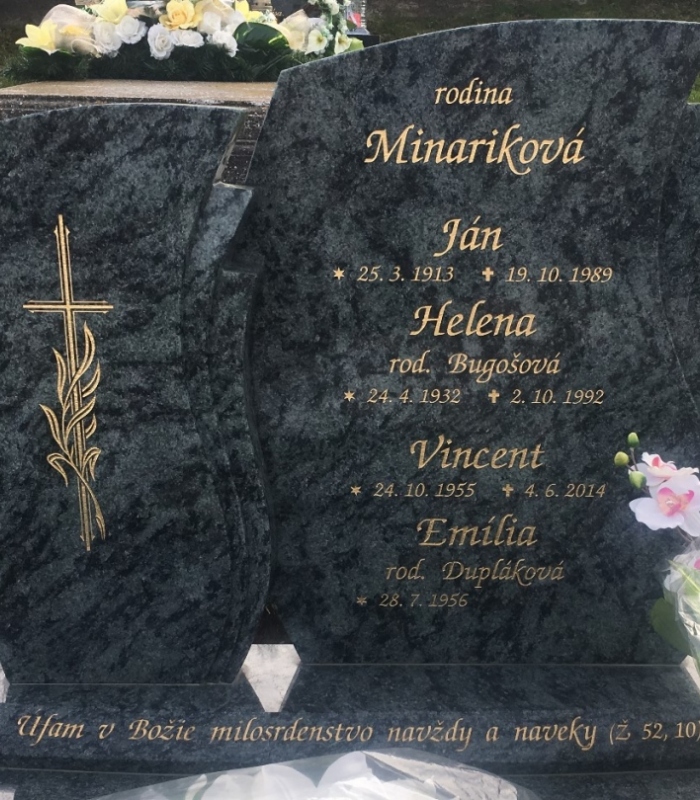 rodina
Minariková
Ján
* 25. 3. 1913 ✝ 19. 10. 1989
Helena
rod. Bugošová
* 24. 4. 1932 ✝ 2. 10. 1992
Vincent
* 24. 10. 1955 ✝ 4. 6. 2014
Emília
rod. Dupláková
* 28. 7. 1956
Úfam v Božie milosrdenstvo navždy a naveky (ž. 52, 10)